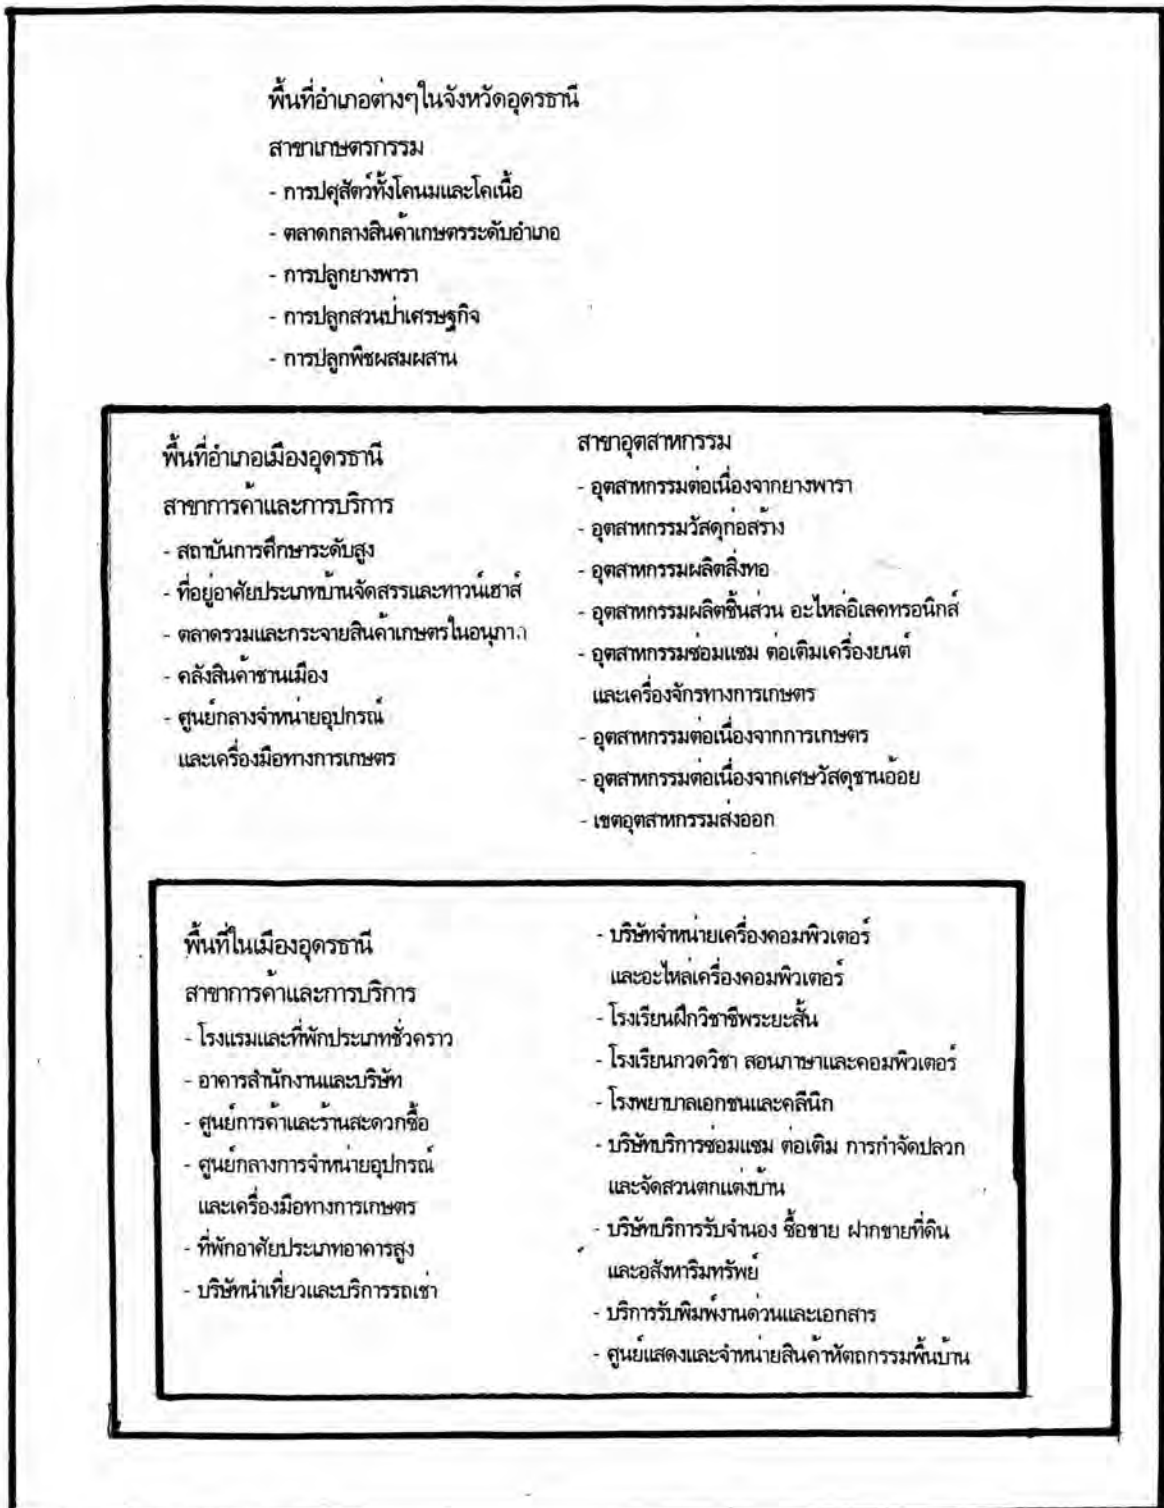 พื้นที่อำเภอต่างๆในจังหวัดอุดรธานี
สาขาเกษตรกรรม
- การปศุสัตว์ทั้งโคนมและโคเนื้อ
- ตลาดกลางสินค้าเกษตรระดับอำเภอ
- การปลูกยางพารา
- การปลูกสวนป่าเศรษฐกิจ
- การปลูกพืชผสมผสาน
พื้นที่อำเภอเมืองอุดรธานี
สาขาการค้าและการบริการ
- สถาบันการศึกษาระดับสูง
- ที่อยู่อาศัยประเภทบ้านจัดสรรและทาวน์เฮาส์
- ตลาดรวมและกระจายสินค้าเกษตรในอนุภาค
- คลังสินค้าชานเมือง
- ศูนย์กลางจำหน่ายอุปกรณ์
และเครื่องมือทางการเกษตร
สาขาอุตสาหกรรม
- อุตสาหกรรมต่อเนื่องจากยางพารา
- อุตสาหกรรมวัสดุก่อสร้าง
- อุตสาหกรรมผลิตสิ่งทอ
- อุตสาหกรรมผลิตชิ้นส่วน อะไหล่อิเลคทรอนิกส์
- อุตสาหกรรมซ่อมแซม ต่อเติมเครื่องยนต์
และเครื่องจักรทางการเกษตร
- อุตสาหกรรมต่อเนื่องจากการเกษตร
- อุตสาหกรรมต่อเนื่องจากเศษวัสดุชานอ้อย
- เขตอุตสาหกรรมส่งออก
พื้นที่ในเมืองอุดรธานี
สาขาการค้าและการบริการ
- โรงแรมและที่พักประเภทชั่วคราว
- อาคารสำนักงานและบริษัท
- ศูนย์การค้าและร้านสะดวกซื้อ
- ศูนย์กลางการจำหน่ายอุปกรณ์
และเครื่องมือทางการเกษตร
- ที่พักอาศัยประเภทอาคารสูง
- บริษัทนำเที่ยวและบริการรถเช่า
- บริษัทจำหน่ายเครื่องคอมพิวเตอร์
และอะไหล่เครื่องคอมพิวเตอร์
- โรงเรียนฝึกวิชาชีพระยะสั้น
- โรงเรียนกวดวิชา สอนภาษาและคอมพิวเตอร์
- โรงพยาบาลเอกชนและคลีนิก
- บริษัทบริการซ่อมแซม ต่อเติม การกำจัดปลวก
และจัดสวนตกแต่งบ้าน
- บริษัทบริการรับจำนอง ซื้อขาย ฝากขายที่ดิน
และอสังหาริมทรัพย์
- บริการรับพิมพ์งานด่วนและเอกสาร
- ศูนย์แสดงและจำหน่ายสินค้าหัตถกรรมพื้นบ้าน